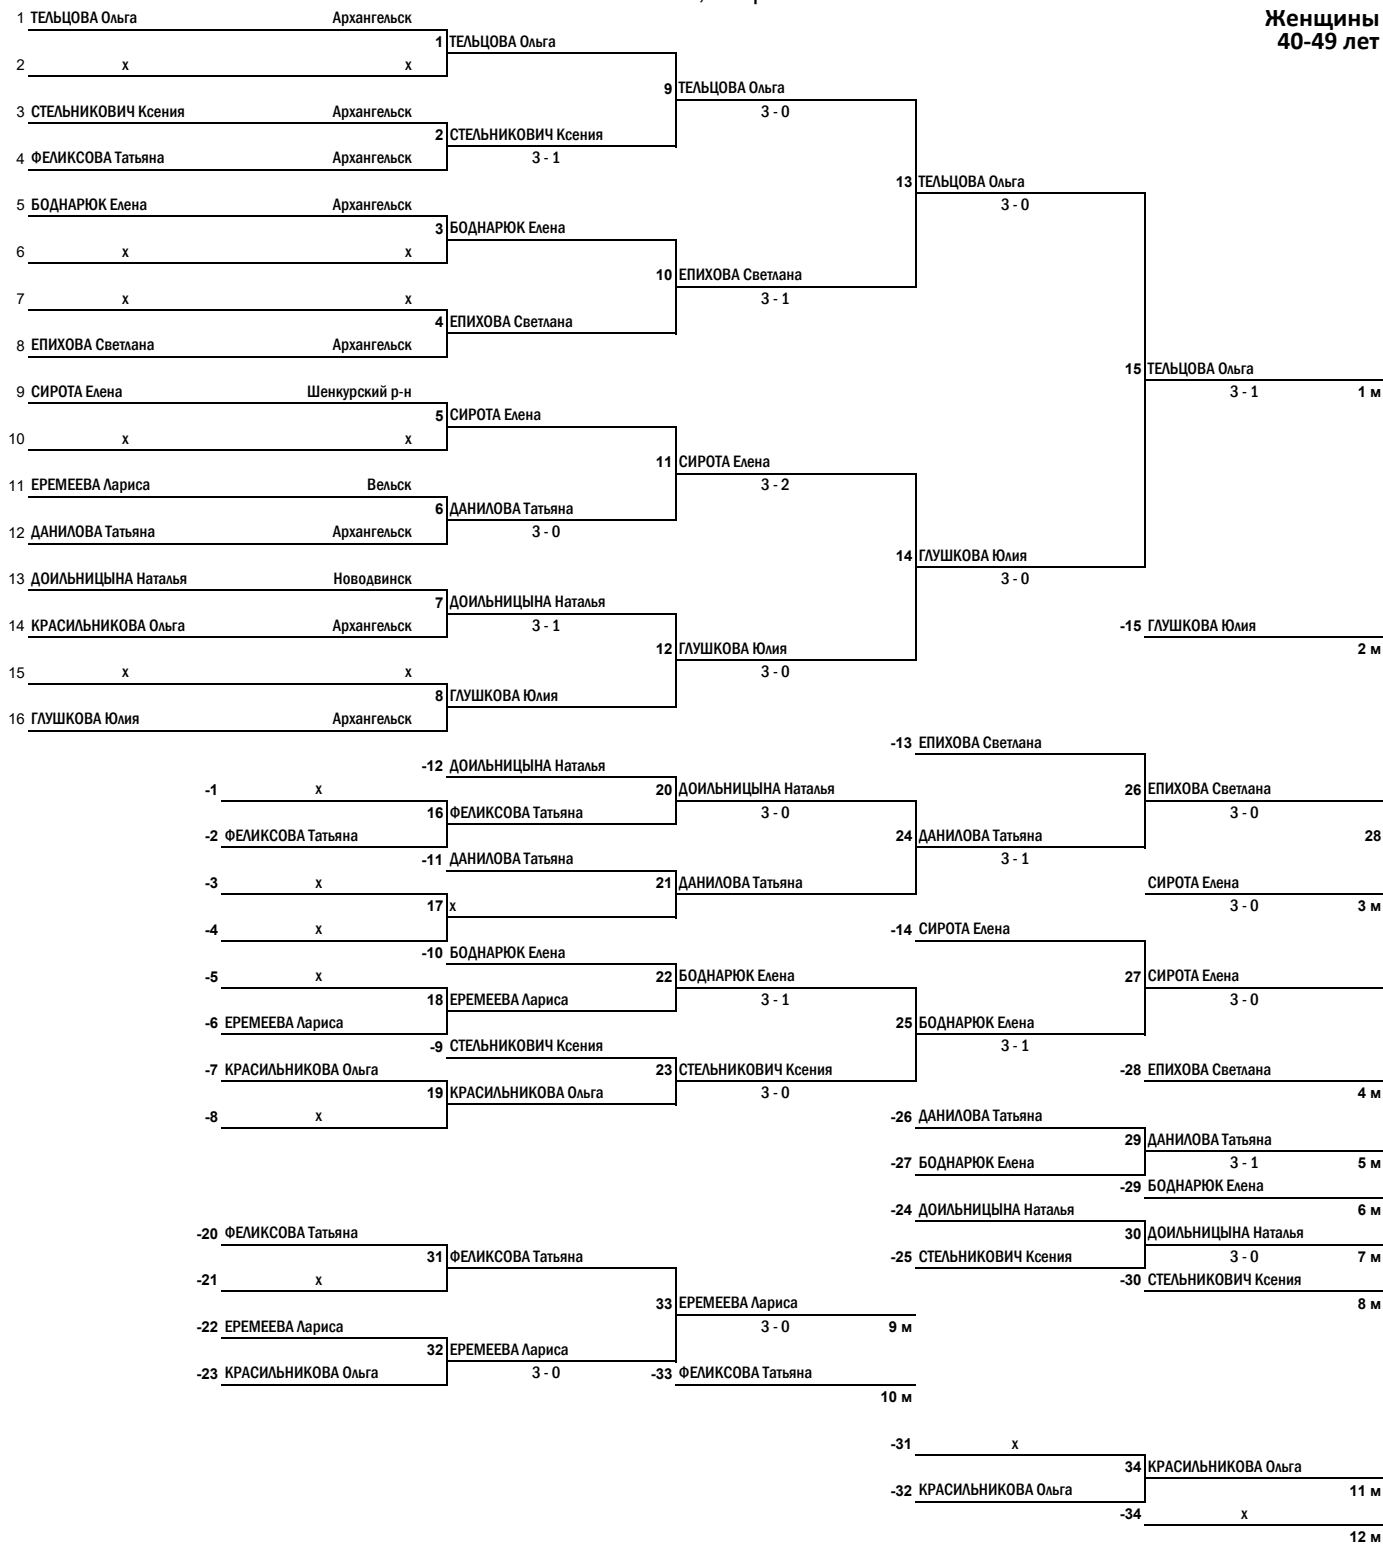 Женщины
40-49 лет
1 ТЕЛЬЦОВА Ольга Архангельск
1 ТЕЛЬЦОВА Ольга
2 х х
9 ТЕЛЬЦОВА Ольга
3 - 0
3 СТЕЛЬНИКОВИЧ Ксения Архангельск
2 СТЕЛЬНИКОВИЧ Ксения
3 - 1
4 ФЕЛИКСОВА Татьяна Архангельск
13 ТЕЛЬЦОВА Ольга
3 - 0
5 БОДНАРЮК Елена Архангельск
3 БОДНАРЮК Елена
6 х х
10 ЕПИХОВА Светлана
3 - 1
7 х х
4 ЕПИХОВА Светлана
8 ЕПИХОВА Светлана Архангельск
15 ТЕЛЬЦОВА Ольга
3 - 1 1 м
9 СИРОТА Елена Шенкурский р-н
5 СИРОТА Елена
10 х х
11 СИРОТА Елена
3 - 2
11 ЕРЕМЕЕВА Лариса Вельск
6 ДАНИЛОВА Татьяна
3 - 0
12 ДАНИЛОВА Татьяна Архангельск
14 ГЛУШКОВА Юлия
3 - 0
13 ДОИЛЬНИЦЫНА Наталья Новодвинск
7 ДОИЛЬНИЦЫНА Наталья
3 - 1
14 КРАСИЛЬНИКОВА Ольга Архангельск
-15 ГЛУШКОВА Юлия
2 м
12 ГЛУШКОВА Юлия
3 - 0
15 х х
8 ГЛУШКОВА Юлия
16 ГЛУШКОВА Юлия Архангельск
-13 ЕПИХОВА Светлана
-12 ДОИЛЬНИЦЫНА Наталья
-1 х
20 ДОИЛЬНИЦЫНА Наталья
3 - 0
26 ЕПИХОВА Светлана
3 - 0
16 ФЕЛИКСОВА Татьяна
-2 ФЕЛИКСОВА Татьяна
24 ДАНИЛОВА Татьяна
3 - 1
28
-11 ДАНИЛОВА Татьяна
-3 х
21 ДАНИЛОВА Татьяна
СИРОТА Елена
3 - 0 3 м
17 х
-4 х
-14 СИРОТА Елена
-10 БОДНАРЮК Елена
-5 х
22 БОДНАРЮК Елена
3 - 1
27 СИРОТА Елена
3 - 0
18 ЕРЕМЕЕВА Лариса
-6 ЕРЕМЕЕВА Лариса
25 БОДНАРЮК Елена
3 - 1
-9 СТЕЛЬНИКОВИЧ Ксения
-7 КРАСИЛЬНИКОВА Ольга
23 СТЕЛЬНИКОВИЧ Ксения
3 - 0
-28 ЕПИХОВА Светлана
4 м
19 КРАСИЛЬНИКОВА Ольга
-8 х
-26 ДАНИЛОВА Татьяна
29 ДАНИЛОВА Татьяна
3 - 1 5 м
-27 БОДНАРЮК Елена
-29 БОДНАРЮК Елена
6 м
-24 ДОИЛЬНИЦЫНА Наталья
-20 ФЕЛИКСОВА Татьяна
30 ДОИЛЬНИЦЫНА Наталья
3 - 0 7 м
31 ФЕЛИКСОВА Татьяна
-25 СТЕЛЬНИКОВИЧ Ксения
-21 х
-30 СТЕЛЬНИКОВИЧ Ксения
8 м
33 ЕРЕМЕЕВА Лариса
3 - 0 9 м
-22 ЕРЕМЕЕВА Лариса
32 ЕРЕМЕЕВА Лариса
3 - 0
-23 КРАСИЛЬНИКОВА Ольга
-33 ФЕЛИКСОВА Татьяна
10 м
-31 х
34 КРАСИЛЬНИКОВА Ольга
11 м
-32 КРАСИЛЬНИКОВА Ольга
-34 х
12 м